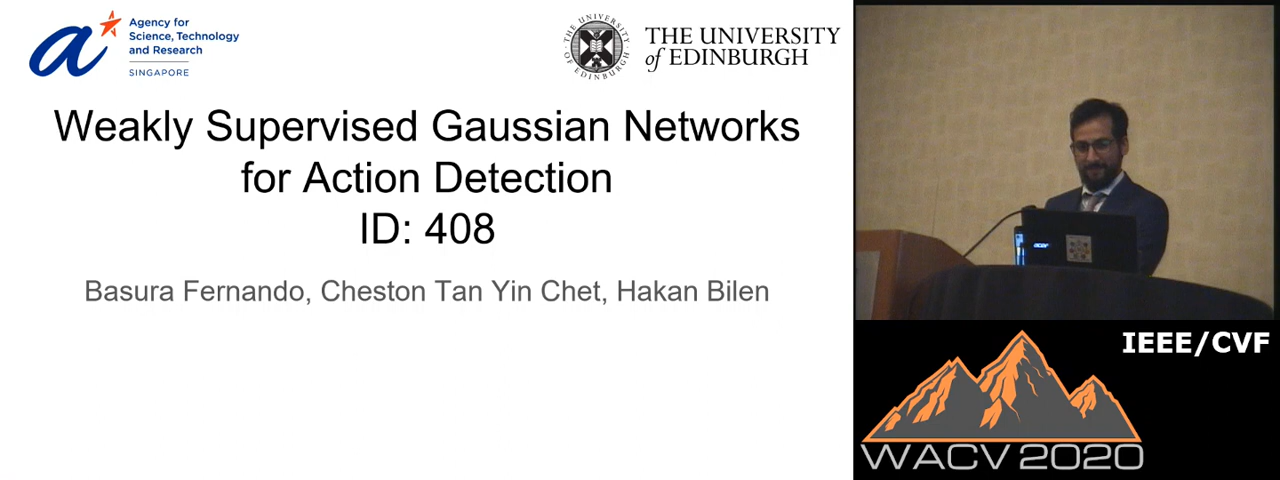 Agency for
Science, Technology
and Research
SINGAPORE
THE UNIVERSITY
of EDINBURGH
Weakly Supervised Gaussian Networks
for Action Detection
ID: 408
Basura Fernando, Cheston Tan Yin Chet, Hakan Bilen
acer
IEEE/CVF
WACV 2020